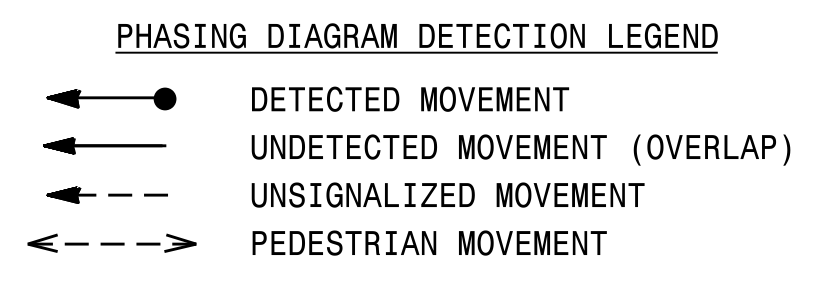 PHASING DIAGRAM DETECTION LEGEND
DETECTED MOVEMENT
UNDETECTED MOVEMENT (OVERLAP)
UNSIGNALIZED MOVEMENT
PEDESTRIAN MOVEMENT